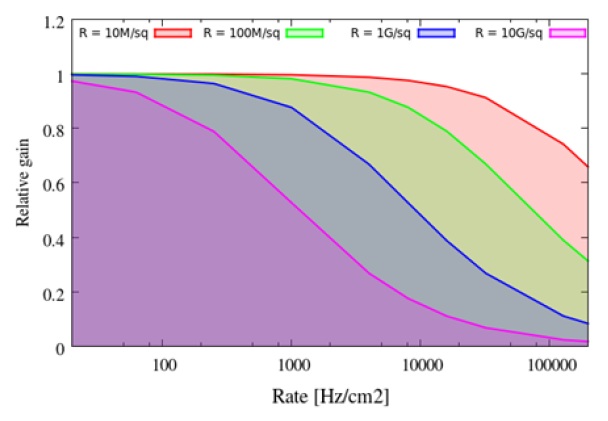 1.2
R = 10M/sq R = 100M/sq R = 1G/sq R = 10G/sq
1
0.8
Relative gain
0.6
0.4
0.2
0
100 1000 10000 100000
Rate [Hz/cm2]